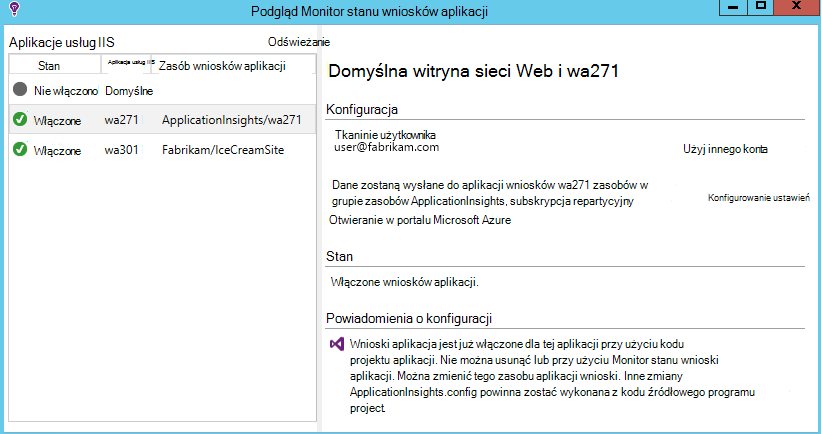 Podgląd Monitor stanu wniosków aplikacji
Aplikacje usług IIS
Odświeżanie
Stan Aplikacja usług IIS Zasób wniosków aplikacji
Nie włączono Domyślne
Włączone wa271 ApplicationInsights/wa271
Włączone wa301 Fabrikam/IceCreamSite
Domyślna witryna sieci Web i wa271
Konfiguracja
Tkaninie użytkownika
user@fabrikam.com
Użyj innego konta
Dane zostaną wysłane do aplikacji wniosków wa271 zasobów w
grupie zasobów ApplicationInsights, subskrypcja repartycyjny
Konfigurowanie ustawień
Otwieranie w portalu Microsoft Azure
Stan
Włączone wniosków aplikacji.
Powiadomienia o konfiguracji
Wnioski aplikacja jest już włączone dla tej aplikacji przy użyciu kodu
projektu aplikacji. Nie można usunąć lub przy użyciu Monitor stanu wnioski
aplikacji. Można zmienić tego zasobu aplikacji wnioski. Inne zmiany
ApplicationInsights.config powinna zostać wykonana z kodu źródłowego programu
project.